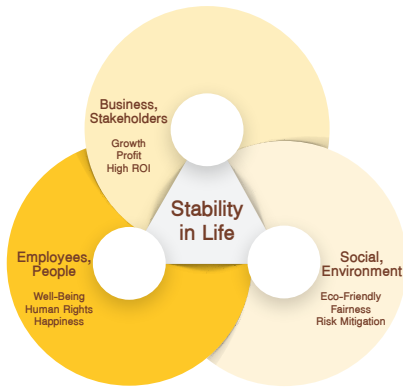 Business,
Stakeholders
Growth
Profit
High ROI
Stability
in Life
Employees,
People
Well-Being
Human Rights
Happiness
Social,
Environment
Eco-Friendly
Fairness
Risk Mitigation